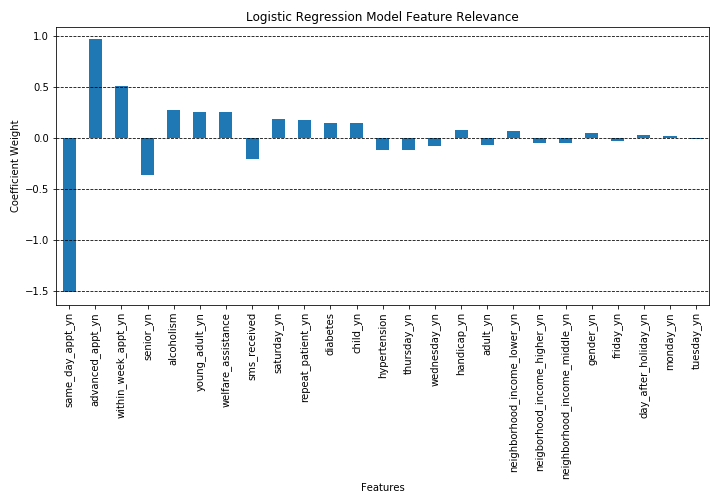 Logistic Regression Model Feature Relevance
1.0
0.5
0.0
−0.5
−1.0
−1.5
Coefficient Weight
same_day_appt_yn
advanced_appt_yn
within_week_appt_yn
senior_yn
alcoholism
young_adult_yn
welfare_assistance
sms_received
saturday_yn
repeat_patient_yn
diabetes
child_yn
hypertension
thursday_yn
wednesday_yn
handicap_yn
adult_yn
neighborhood_income_lower_yn
neigborhood_income_higher_yn
neighborhood_income_middle_yn
gender_yn
friday_yn
day_after_holiday_yn
monday_yn
tuesday_yn
Features